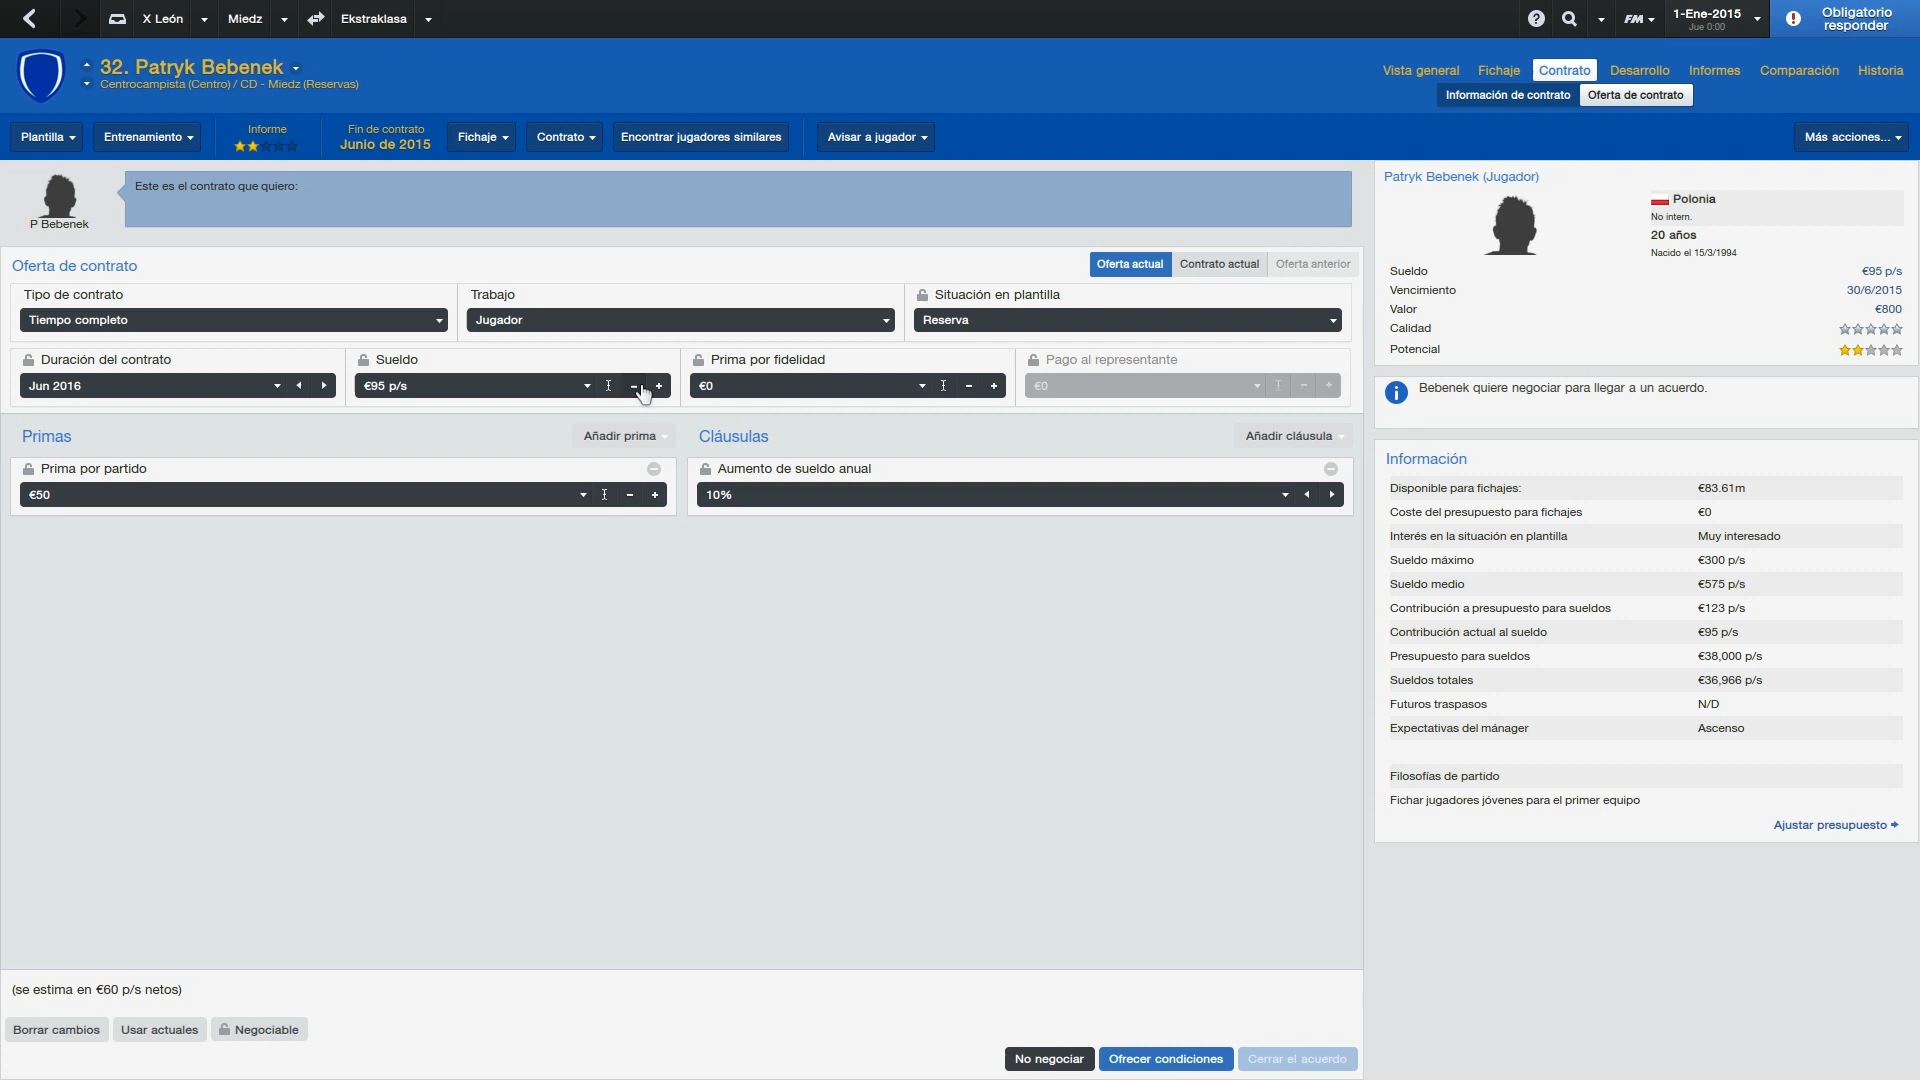 X León
Miedz
Ekstraklasa
FM
1-Ene-2015
Jue 0:00
Obligatorio
responder
32. Patryk Bebenek
Centrocampista (Centro) / CD - Miedz (Reservas)
Vista general
Fichaje
Contrato
Desarrollo
Informes
Comparación
Historia
Información de contrato
Oferta de contrato
Plantilla
Entrenamiento
Informe
Fin de contrato
Junio de 2015
Fichaje
Contrato
Encontrar jugadores similares
Avisar a jugador
Más acciones...
P Bebenek
Este es el contrato que quiero:
Oferta de contrato
Oferta actual
Contrato actual
Oferta anterior
Tipo de contrato
Tiempo completo
Trabajo
Jugador
Situación en plantilla
Reserva
Duración del contrato
Jun 2016
Sueldo
€95 p/s
Prima por fidelidad
€0
Pago al representante
€0
Primas
Añadir prima
Prima por partido
€50
Cláusulas
Añadir cláusula
Aumento de sueldo anual
10%
(se estima en €60 p/s netos)
Borrar cambios
Usar actuales
Negociable
No negociar
Ofrecer condiciones
Cerrar el acuerdo
Patryk Bebenek (Jugador)
Polonia
No intern.
20 años
Nacido el 15/3/1994
Sueldo €95 p/s
Vencimiento 30/6/2015
Valor €800
Calidad
Potencial
Bebenek quiere negociar para llegar a un acuerdo.
Información
Disponible para fichajes: €83.61m
Coste del presupuesto para fichajes €0
Interés en la situación en plantilla Muy interesado
Sueldo máximo €300 p/s
Sueldo medio €575 p/s
Contribución a presupuesto para sueldos €123 p/s
Contribución actual al sueldo €95 p/s
Presupuesto para sueldos €38,000 p/s
Sueldos totales €36,966 p/s
Futuros traspasos N/D
Expectativas del mánager Ascenso
Filosofías de partido
Fichar jugadores jóvenes para el primer equipo
Ajustar presupuesto